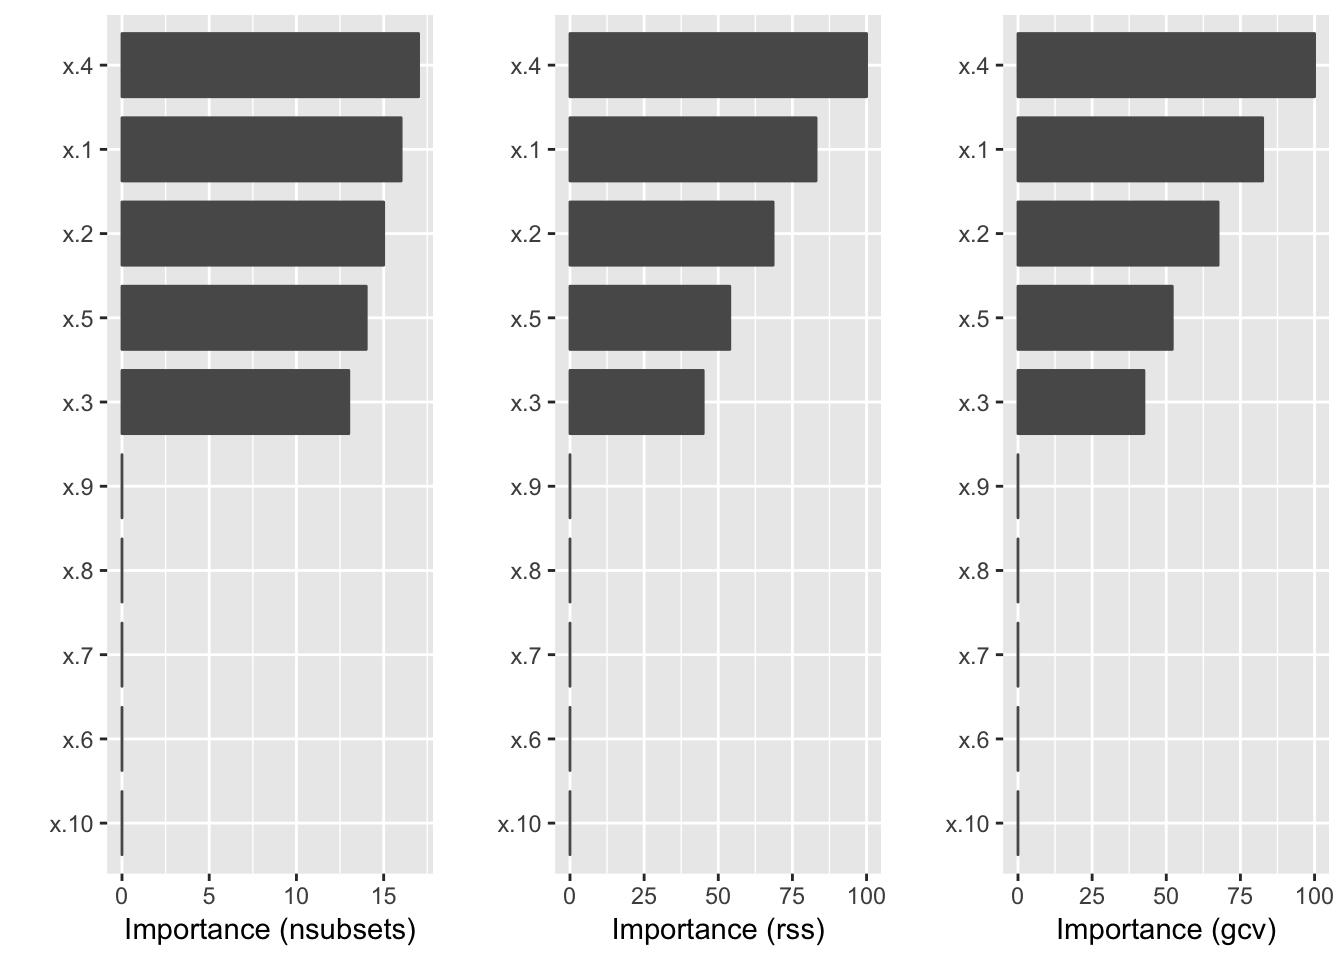 x.4
x.1
x.2
x.5
x.3
x.9
x.8
x.7
x.6
x.10
0 5 10 15
Importance (nsubsets)
x.4
x.1
x.2
x.5
x.3
x.9
x.8
x.7
x.6
x.10
0 25 50 75 100
Importance (rss)
x.4
x.1
x.2
x.5
x.3
x.9
x.8
x.7
x.6
x.10
0 25 50 75 100
Importance (gcv)